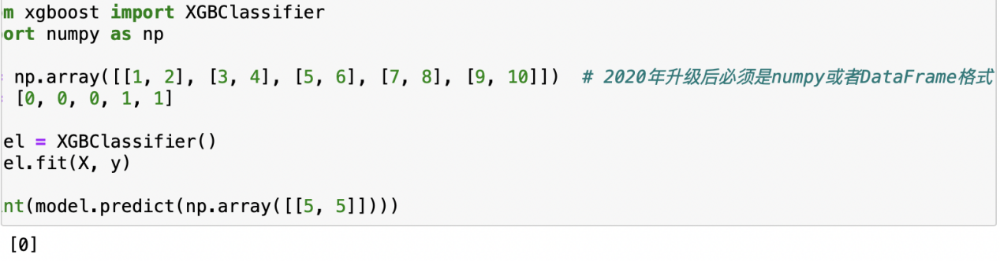 m xgboost import XGBClassifier
ort numpy as np
np.array([[1, 2], [3, 4], [5, 6], [7, 8], [9, 10]])  # 2020年升级后必须是numpy或者DataFrame格式
[0, 0, 0, 1, 1]
el = XGBClassifier()
el.fit(X, y)
nt(model.predict(np.array([[5, 5]])))
[0]